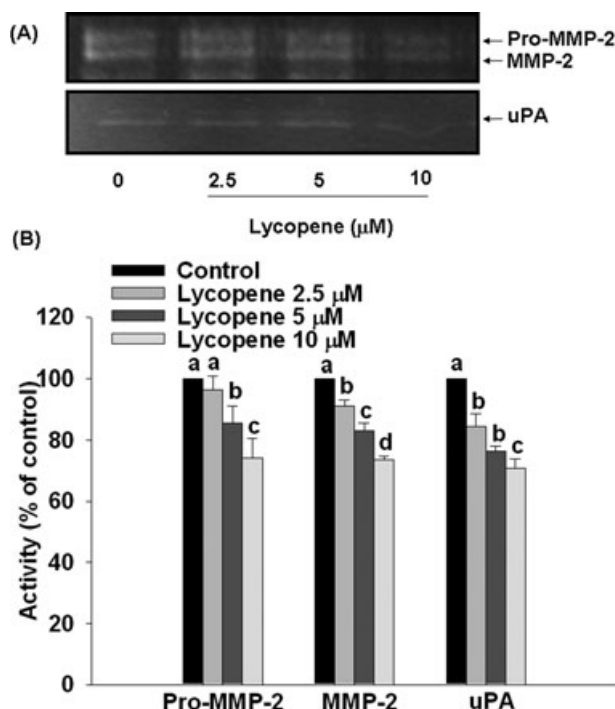 (A)
Pro-MMP-2
MMP-2
uPA
0 2.5 5 10
Lycopene (μM)
(B)
Control
Lycopene 2.5 μM
Lycopene 5 μM
Lycopene 10 μM
120
100
80
60
40
20
0
Activity (% of control)
a a b c
a b c d
a b b c
Pro-MMP-2 MMP-2 uPA